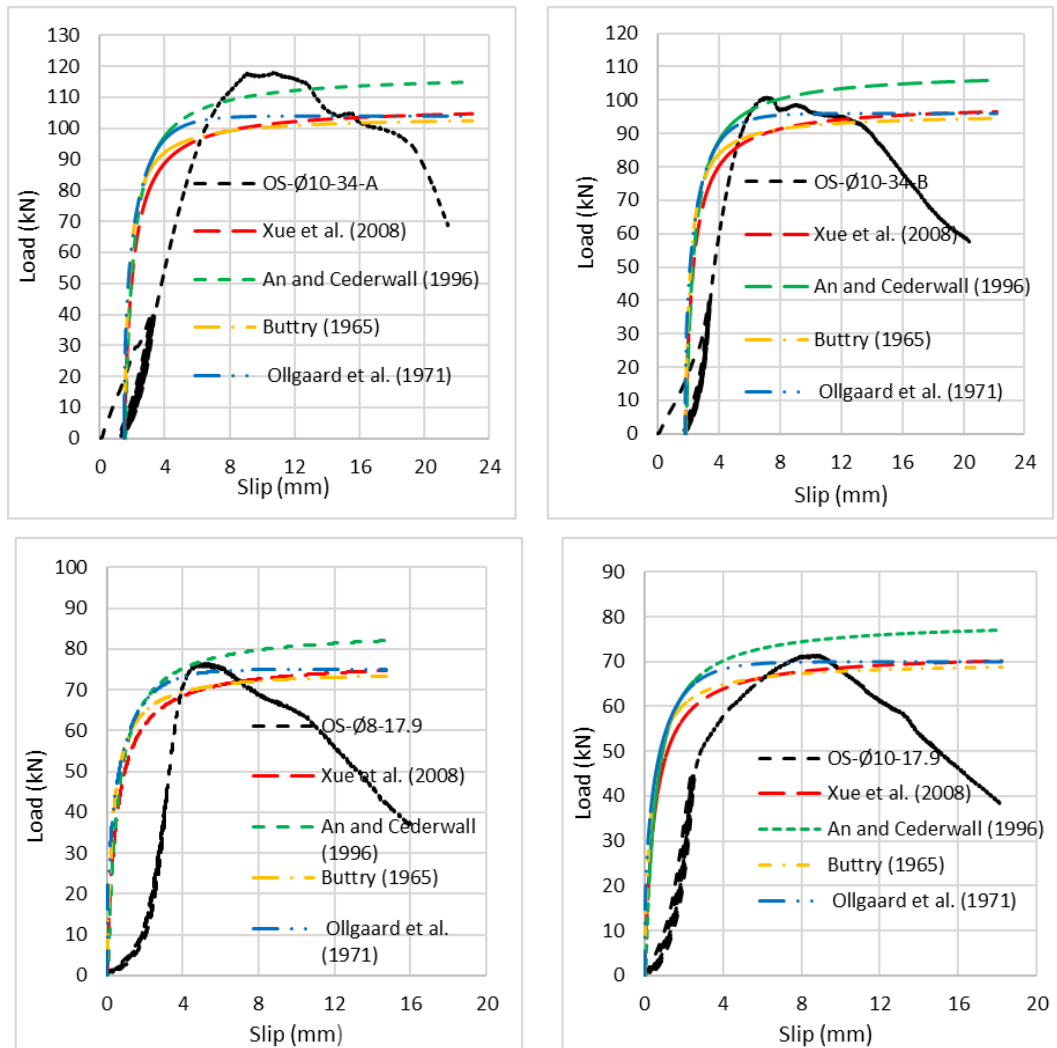 130
120
110
100
90
80
70
60
50
40
30
20
10
0
Load (kN)
OS-Ø10-34-A
Xue et al. (2008)
An and Cederwall (1996)
Buttry (1965)
Ollgaard et al. (1971)
0 4 8 12 16 20 24
Slip (mm)
120
110
100
90
80
70
60
50
40
30
20
10
0
Load (kN)
OS-Ø10-34-B
Xue et al. (2008)
An and Cederwall (1996)
Buttry (1965)
Ollgaard et al. (1971)
0 4 8 12 16 20 24
Slip (mm)
100
90
80
70
60
50
40
30
20
10
0
Load (kN)
OS-Ø8-17.9
Xue et al. (2008)
An and Cederwall
(1996)
Buttry (1965)
Ollgaard et al.
(1971)
0 4 8 12 16 20
Slip (mm)
90
80
70
60
50
40
30
20
10
0
Load (kN)
OS-Ø10-17.9
Xue et al. (2008)
An and Cederwall (1996)
Buttry (1965)
Ollgaard et al. (1971)
0 4 8 12 16 20
Slip (mm)